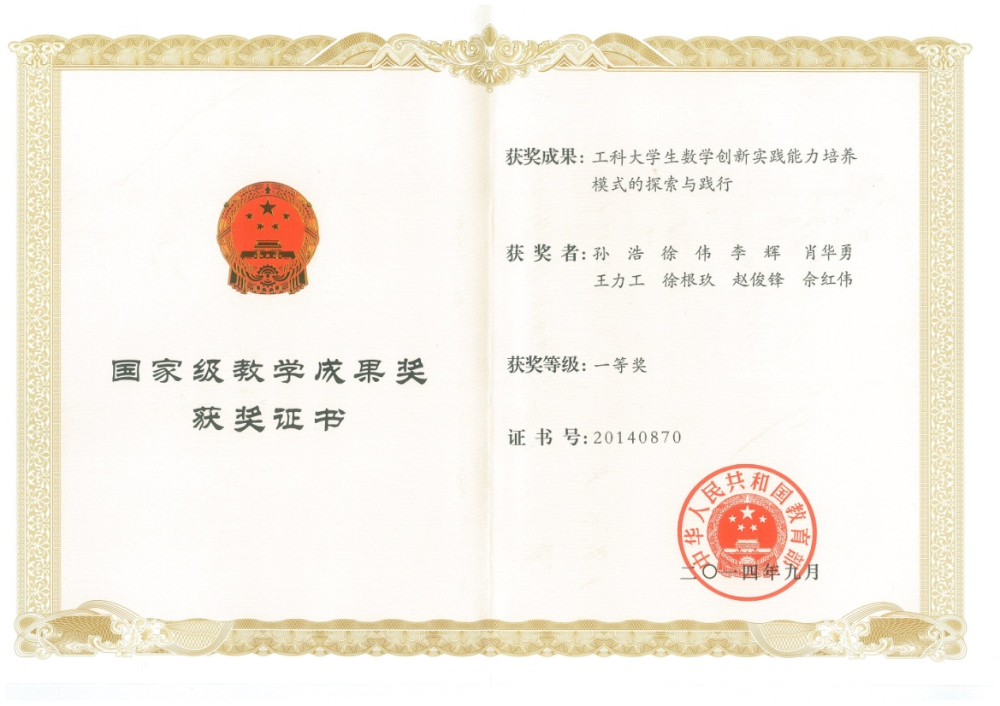 国家级教学成果奖
获奖证书
获奖成果: 工科大学生数学创新实践能力培养
模式的探索与践行
获 奖 者: 孙 浩 徐 伟 李 辉 肖华勇
王力工 徐根玖 赵俊锋 佘红伟
获奖等级: 一等奖
证 书 号: 20140870
中华人民共和国教育部
二〇一四年九月